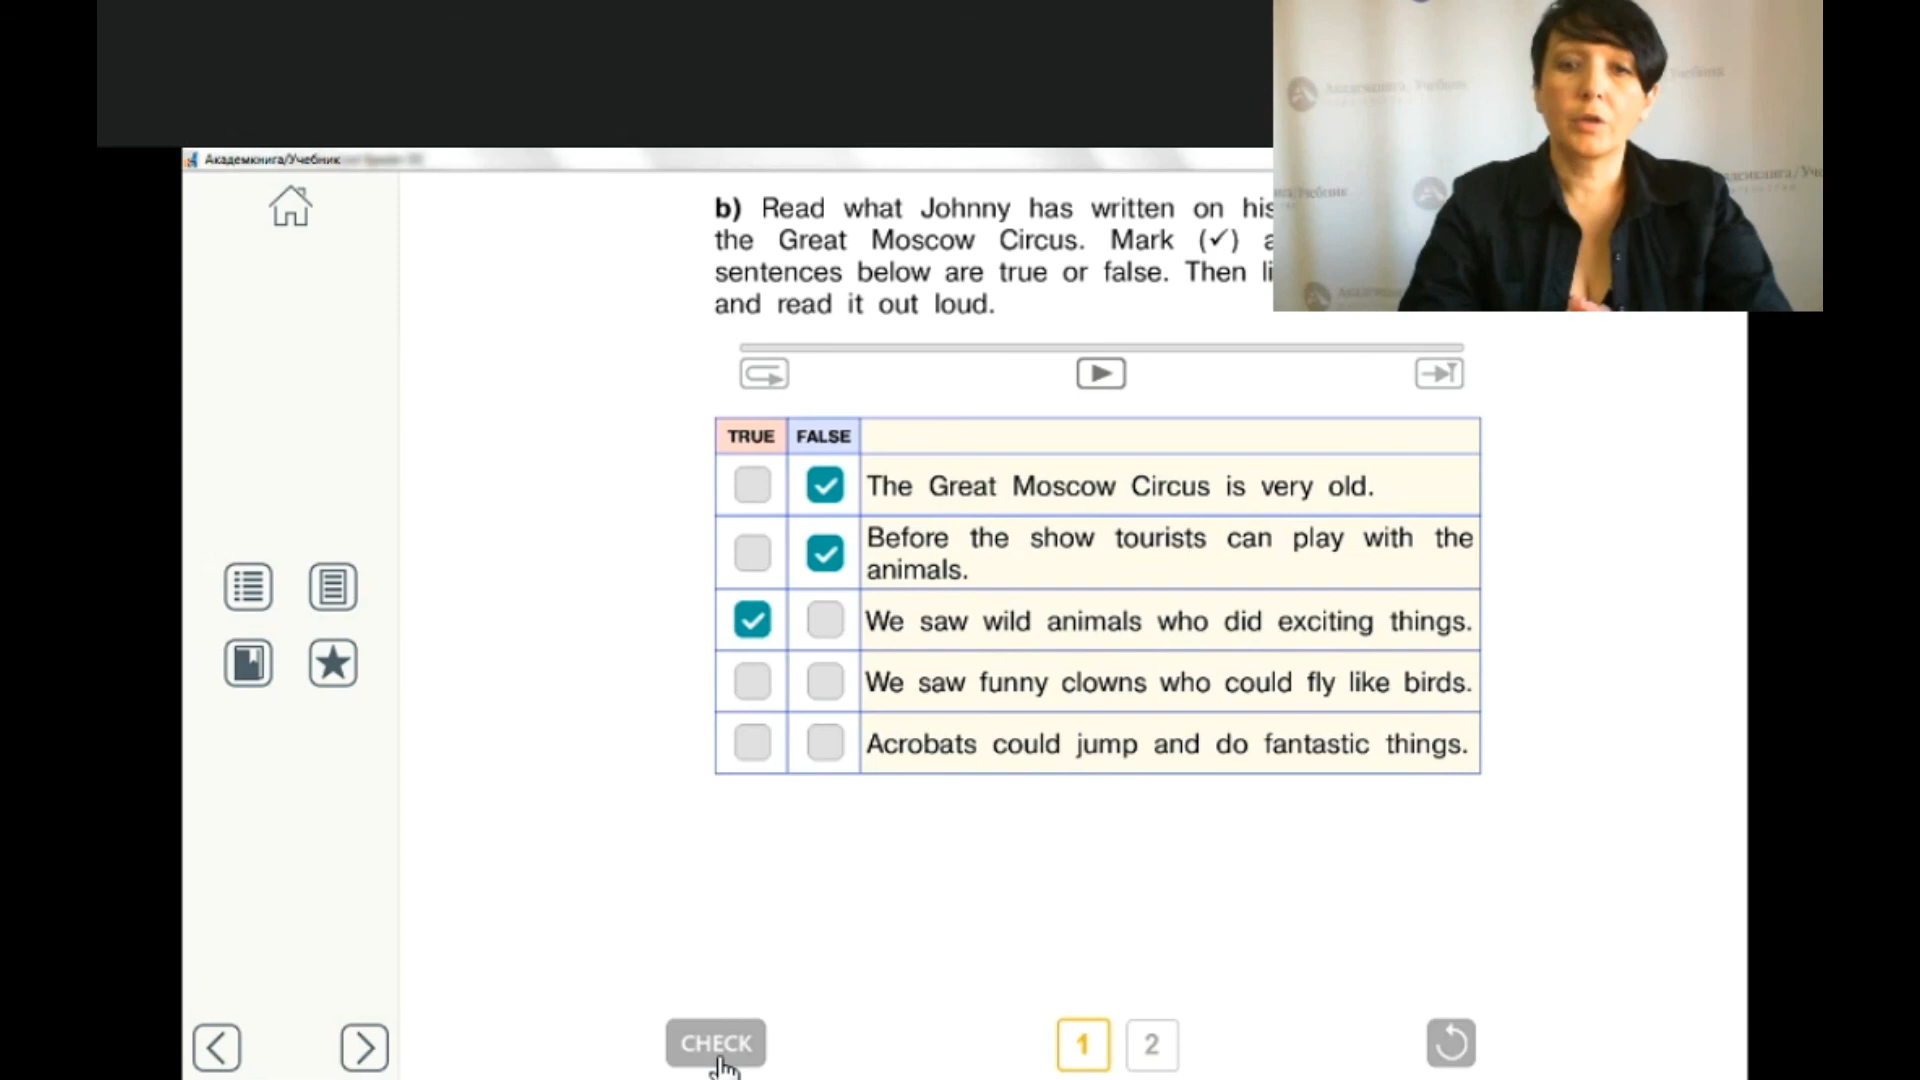 Академкнига/Учебник
Академкнига/Учебник
b) Read what Johnny has written on his
the Great Moscow Circus. Mark (✓)
sentences below are true or false. Then
and read it out loud.
TRUE FALSE
The Great Moscow Circus is very old.
Before the show tourists can play with the
animals.
We saw wild animals who did exciting things.
We saw funny clowns who could fly like birds.
Acrobats could jump and do fantastic things.
CHECK
1 2